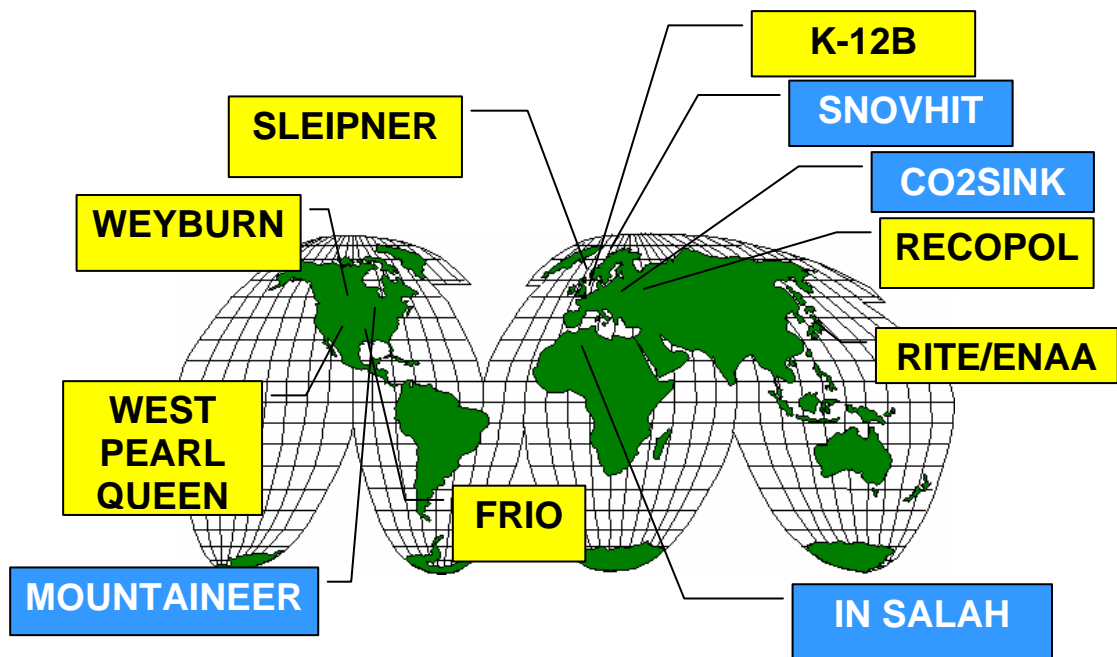 K-12B
SNOVHIT
SLEIPNER
CO2SINK
WEYBURN
RECOPOL
RITE/ENAA
WEST
PEARL
QUEEN
FRIO
MOUNTAINEER
IN SALAH